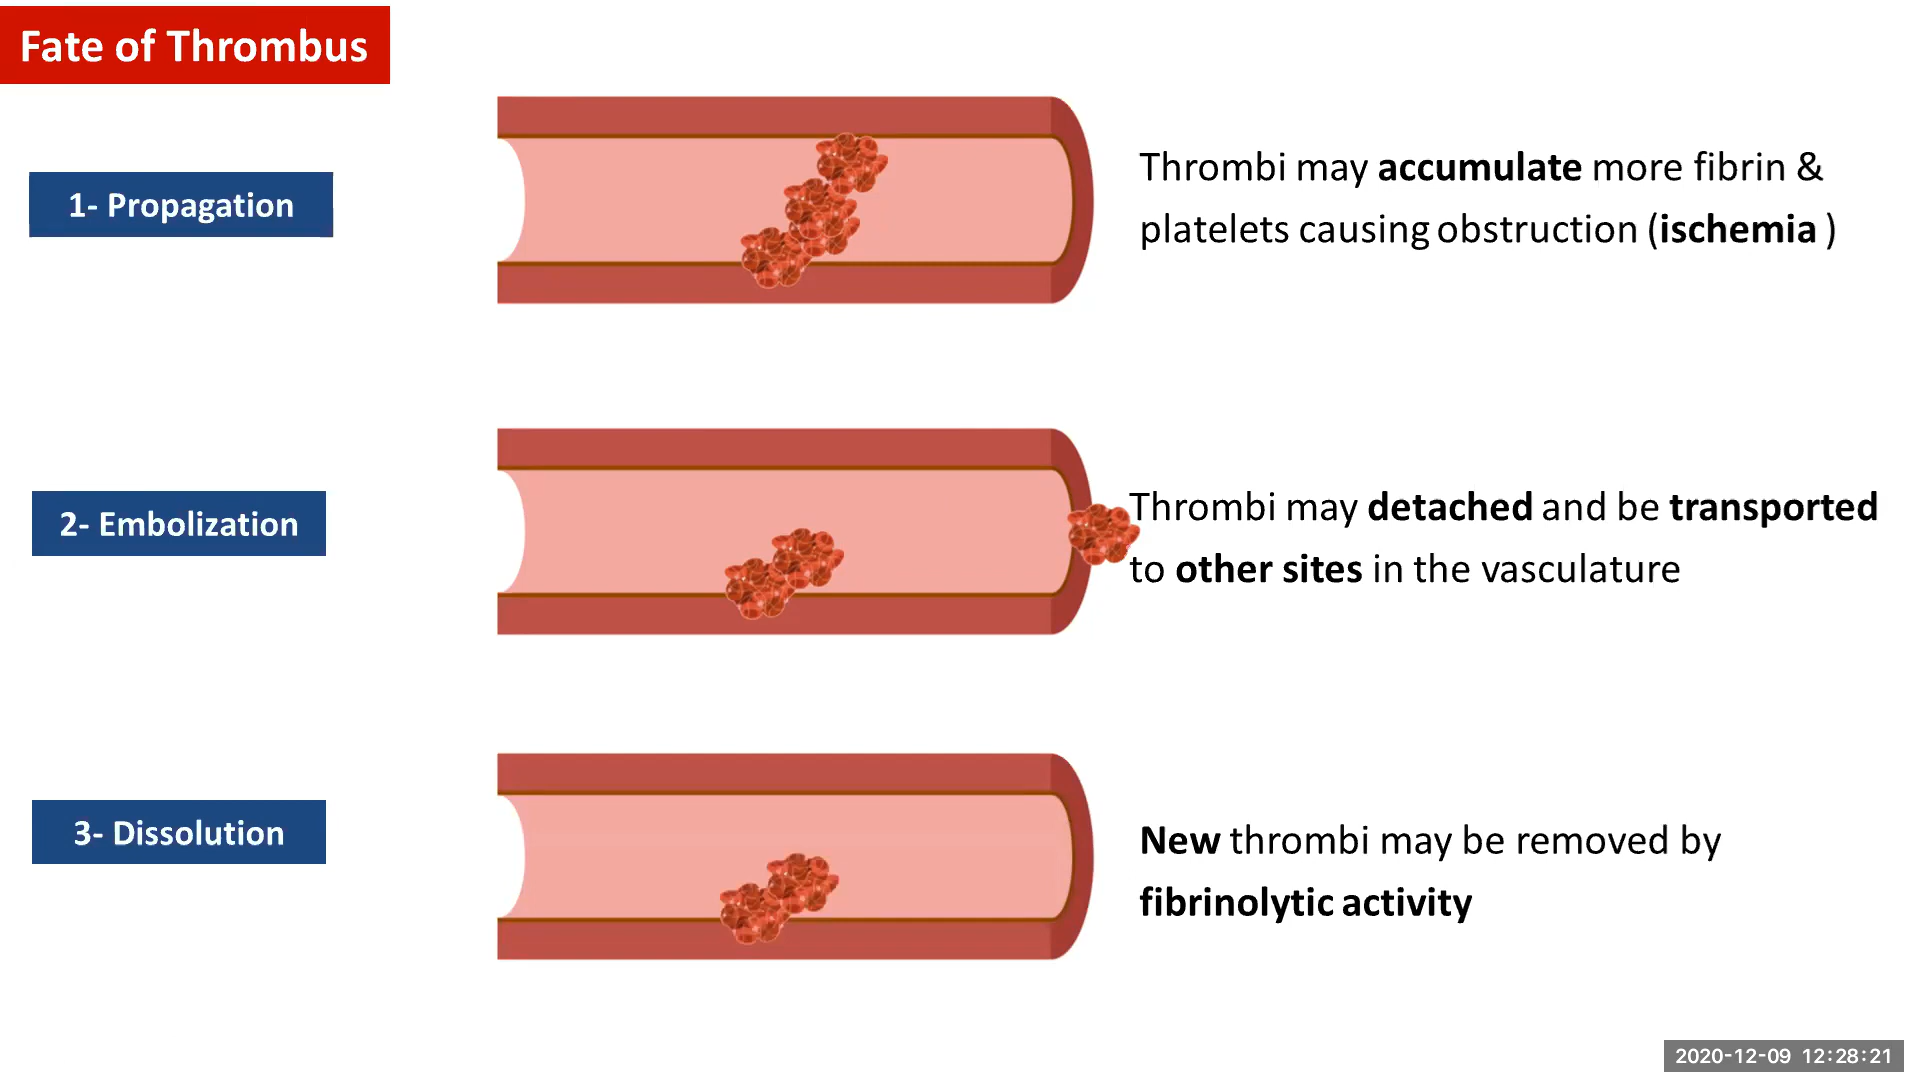 Fate of Thrombus
1- Propagation
Thrombi may accumulate more fibrin &
platelets causing obstruction (ischemia )
2- Embolization
Thrombi may detached and be transported
to other sites in the vasculature
3- Dissolution
New thrombi may be removed by
fibrinolytic activity
2020-12-09 12:28:21